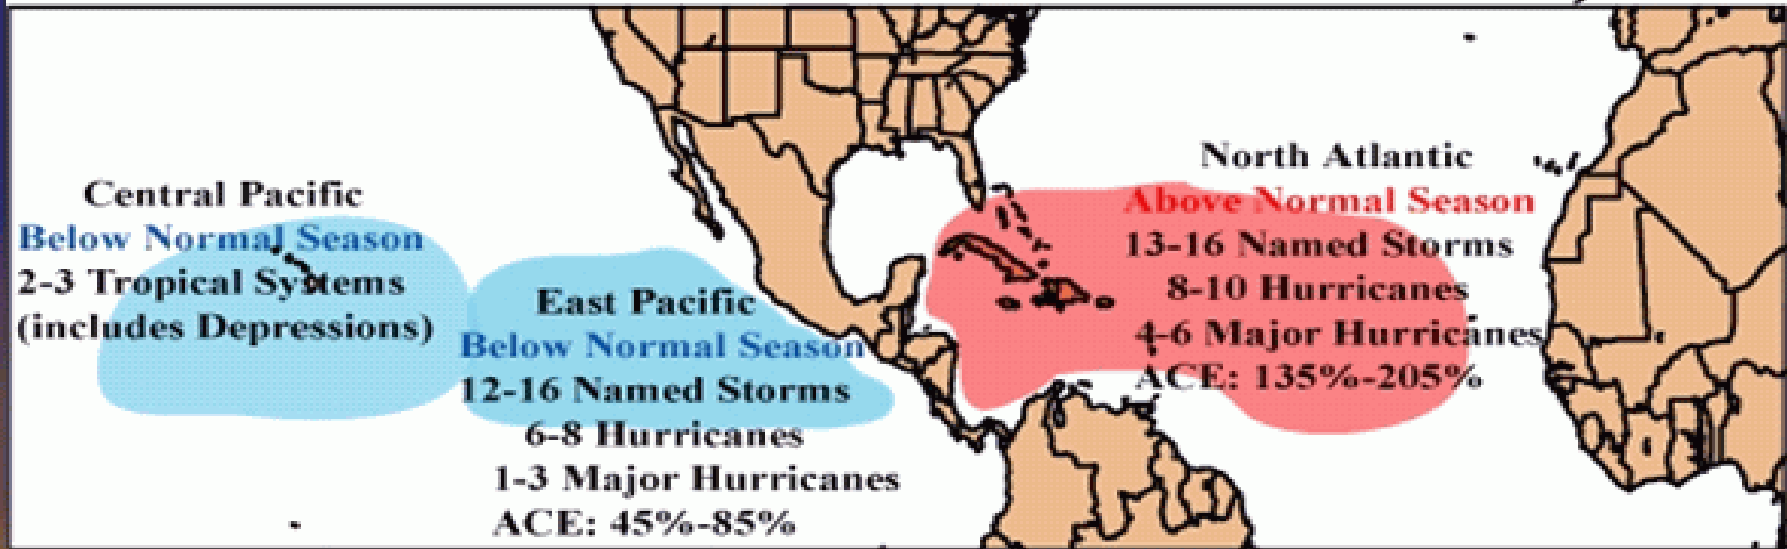 Central Pacific
Below Normal Season
2-3 Tropical Systems
(includes Depressions)
East Pacific
Below Normal Season
12-16 Named Storms
6-8 Hurricanes
1-3 Major Hurricanes
ACE: 45%-85%
North Atlantic
Above Normal Season
13-16 Named Storms
8-10 Hurricanes
4-6 Major Hurricanes
ACE: 135%-205%